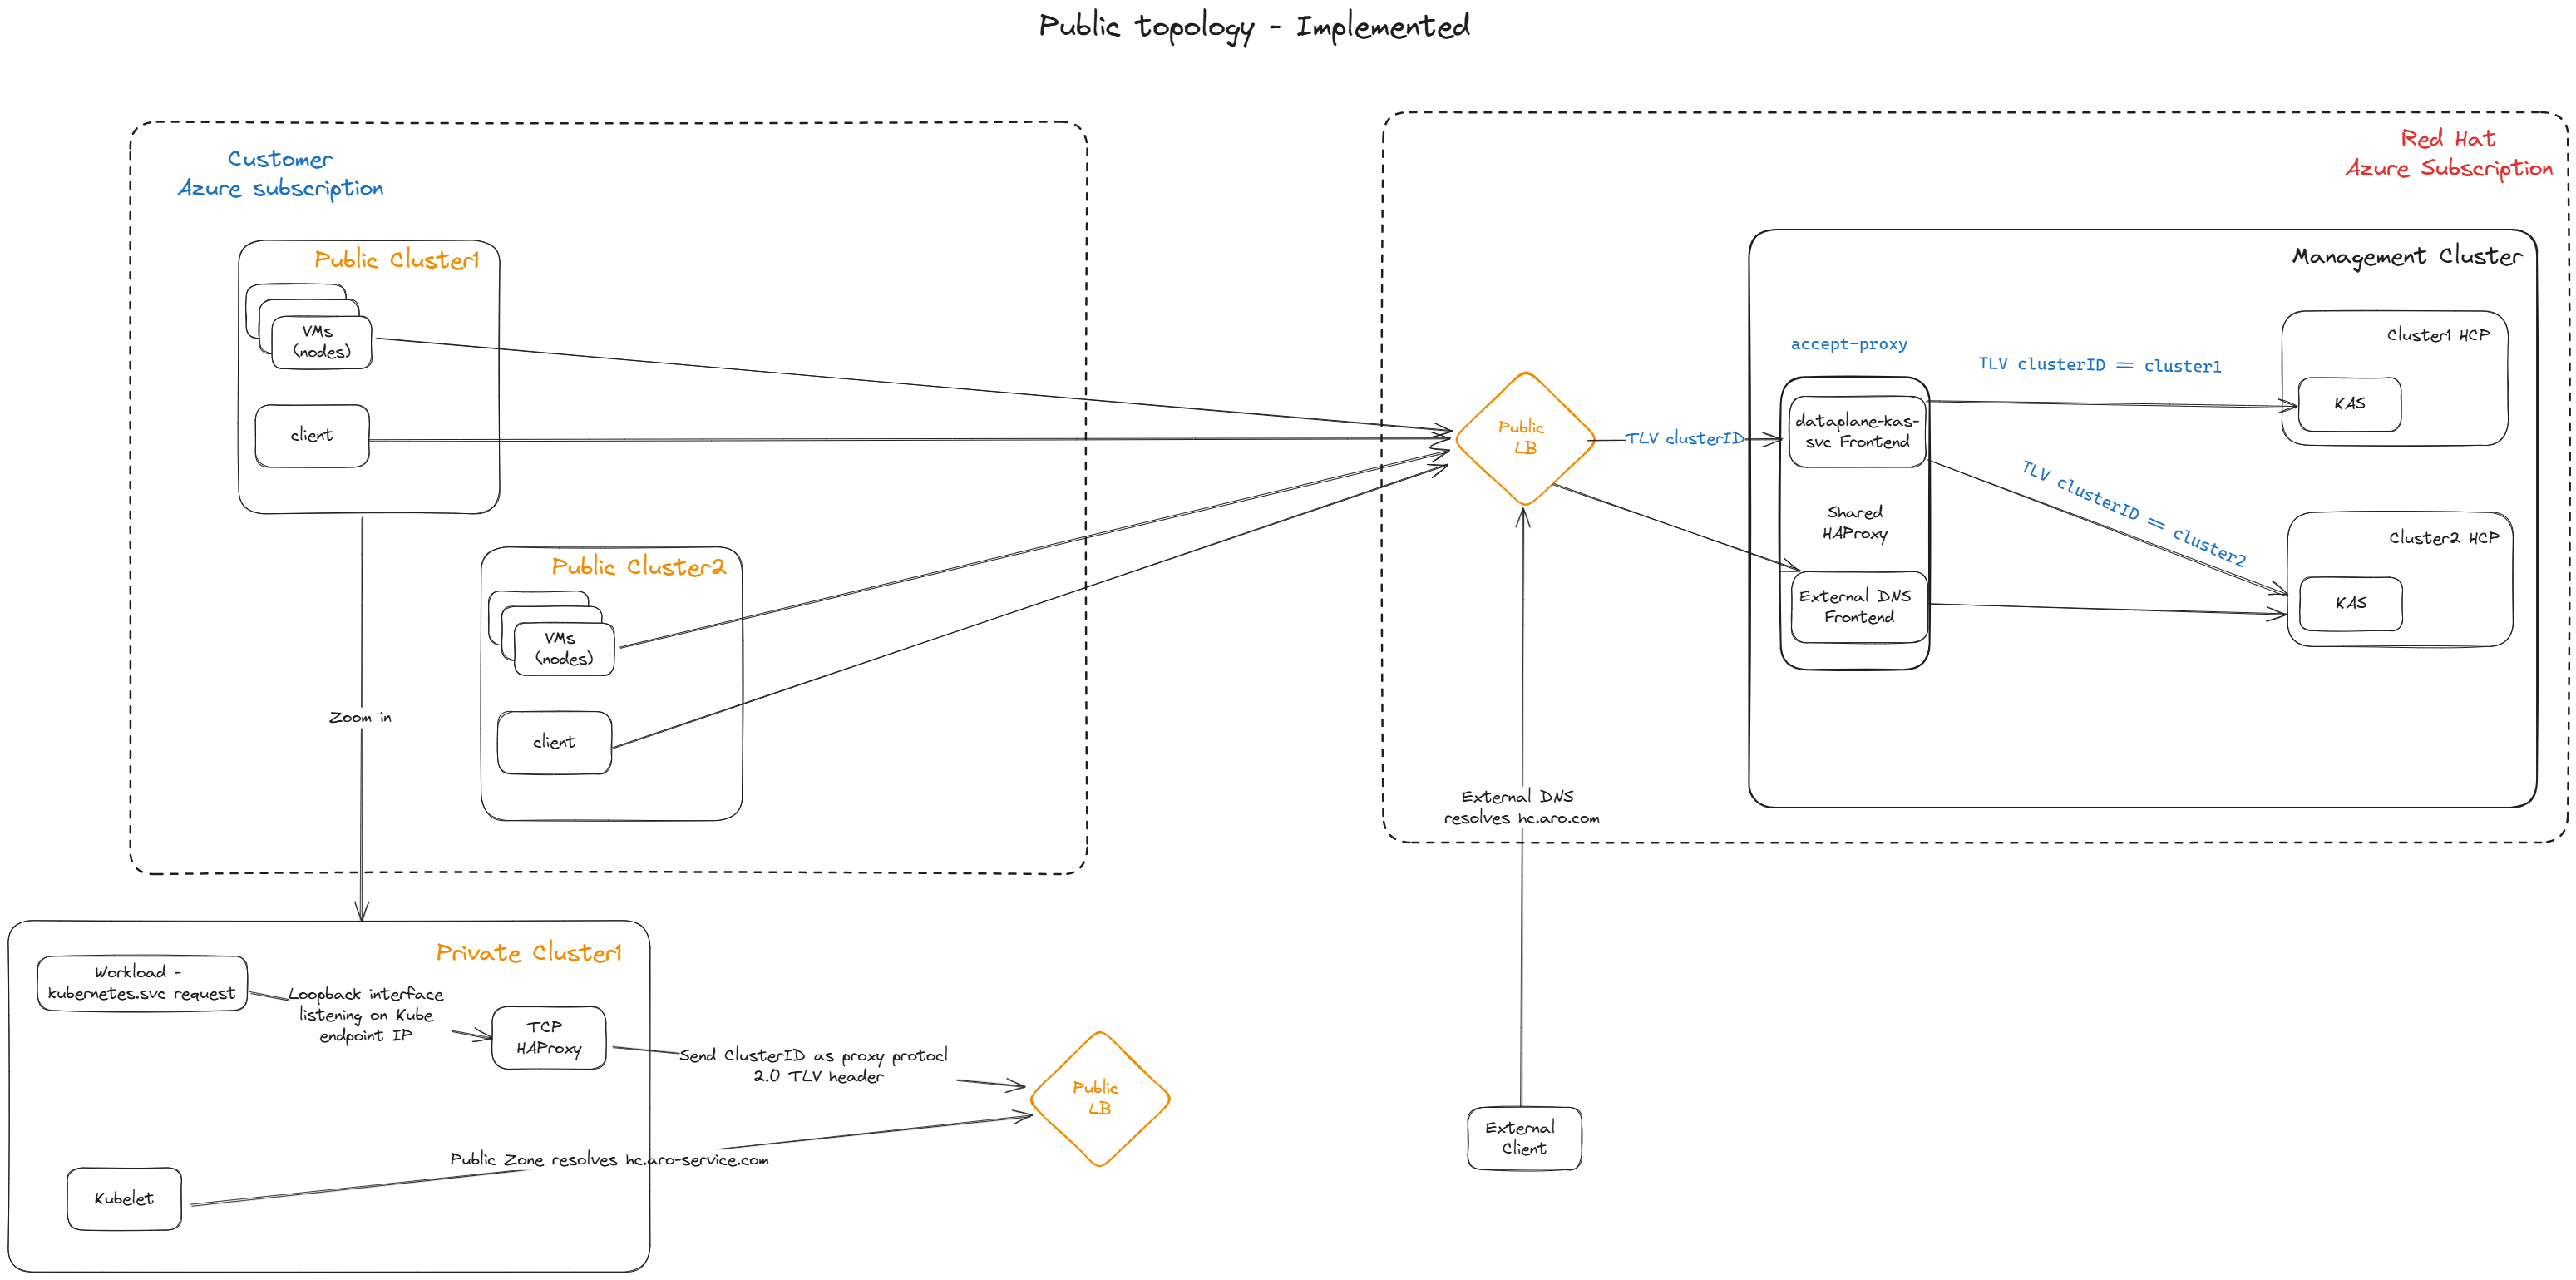 Public topology - Implemented
Customer
Azure subscription
Public Cluster1
VMs
(nodes)
client
Public Cluster2
VMs
(nodes)
client
Zoom in
Private Cluster1
Workload -
kubernetes.svc request
Loopback interface
listening on Kube
endpoint IP
TCP
HAProxy
Send ClusterID as proxy protocl
2.0 TLV header
Public
LB
Public Zone resolves hc.aro-service.com
Kubelet
Red Hat
Azure Subscription
Management Cluster
Public
LB
TLV clusterID
accept-proxy
dataplane-kas-
svc Frontend
Shared
HAProxy
External DNS
Frontend
TLV clusterID == cluster1
Cluster1 HCP
KAS
TLV clusterID == cluster2
Cluster2 HCP
KAS
External DNS
resolves hc.aro.com
External
Client